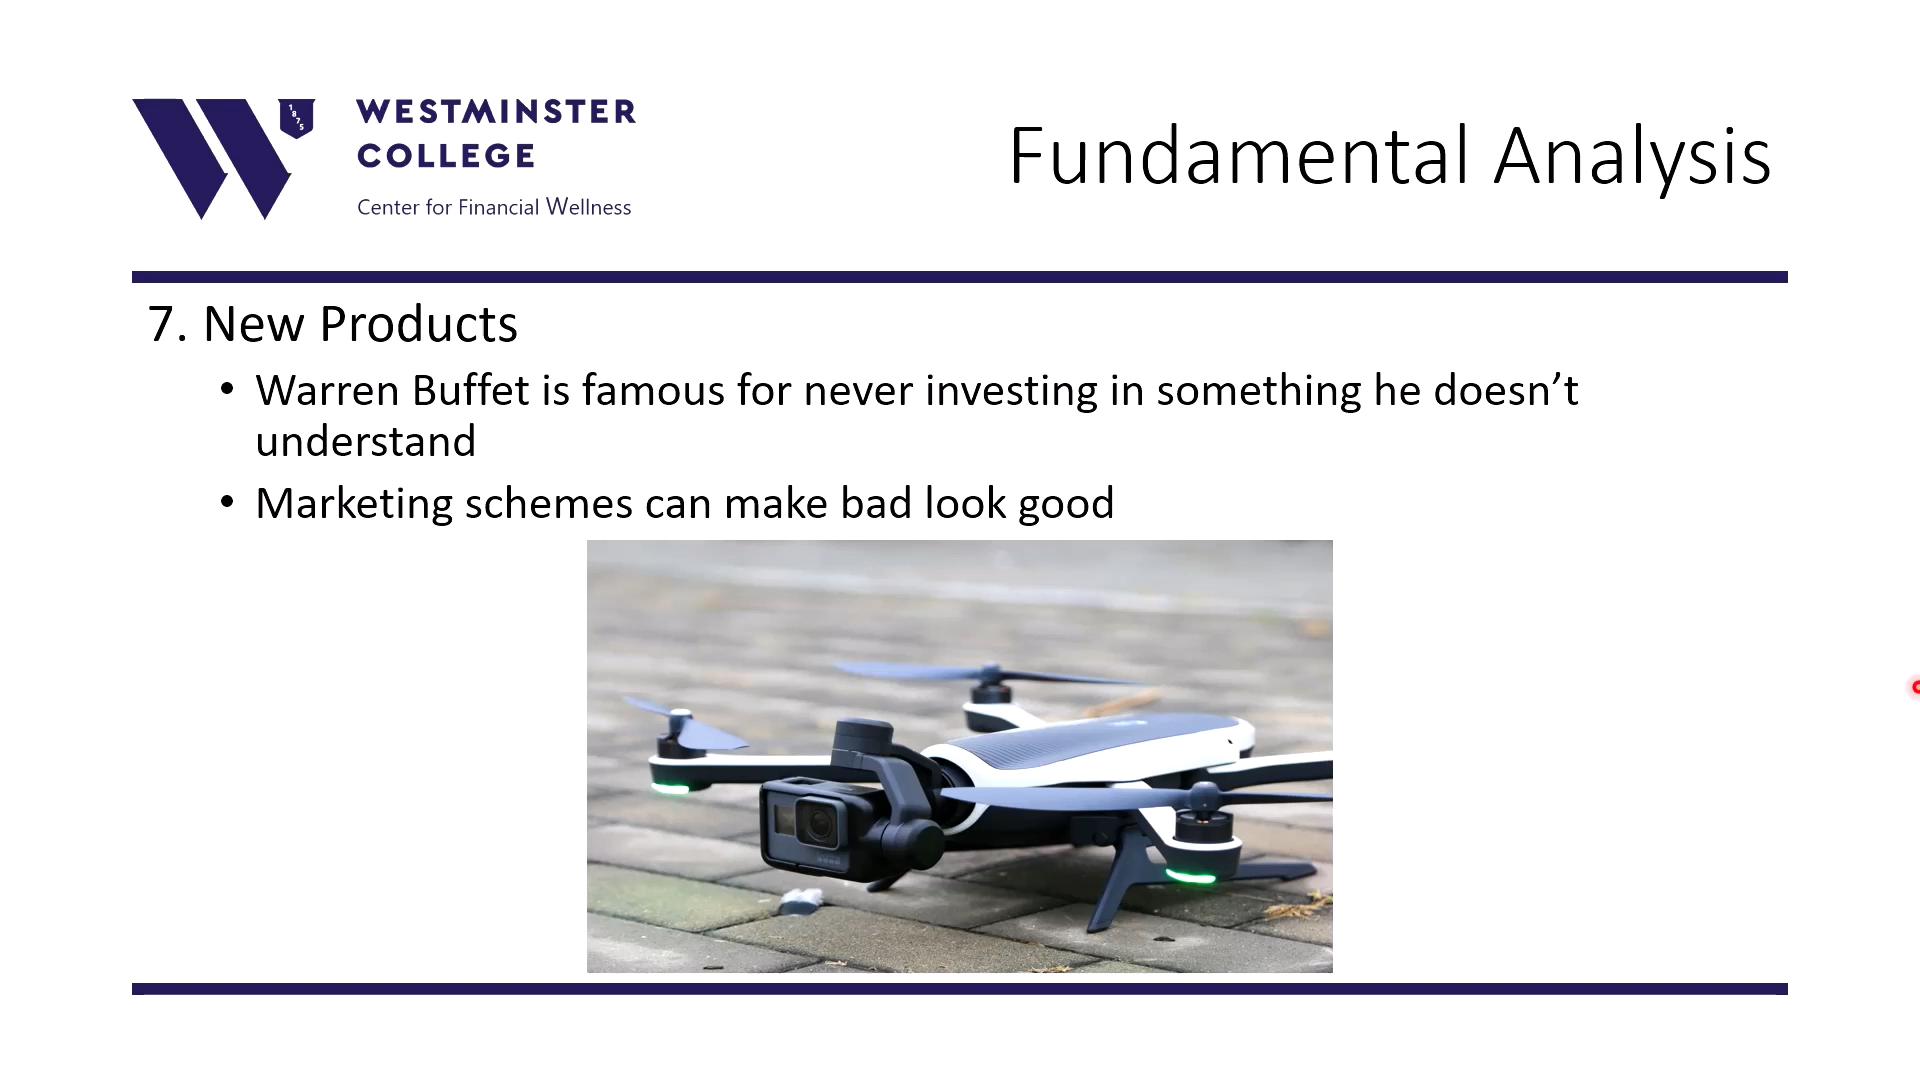 1875
WESTMINSTER
COLLEGE
Center for Financial Wellness
Fundamental Analysis
7. New Products
• Warren Buffet is famous for never investing in something he doesn’t
understand
• Marketing schemes can make bad look good